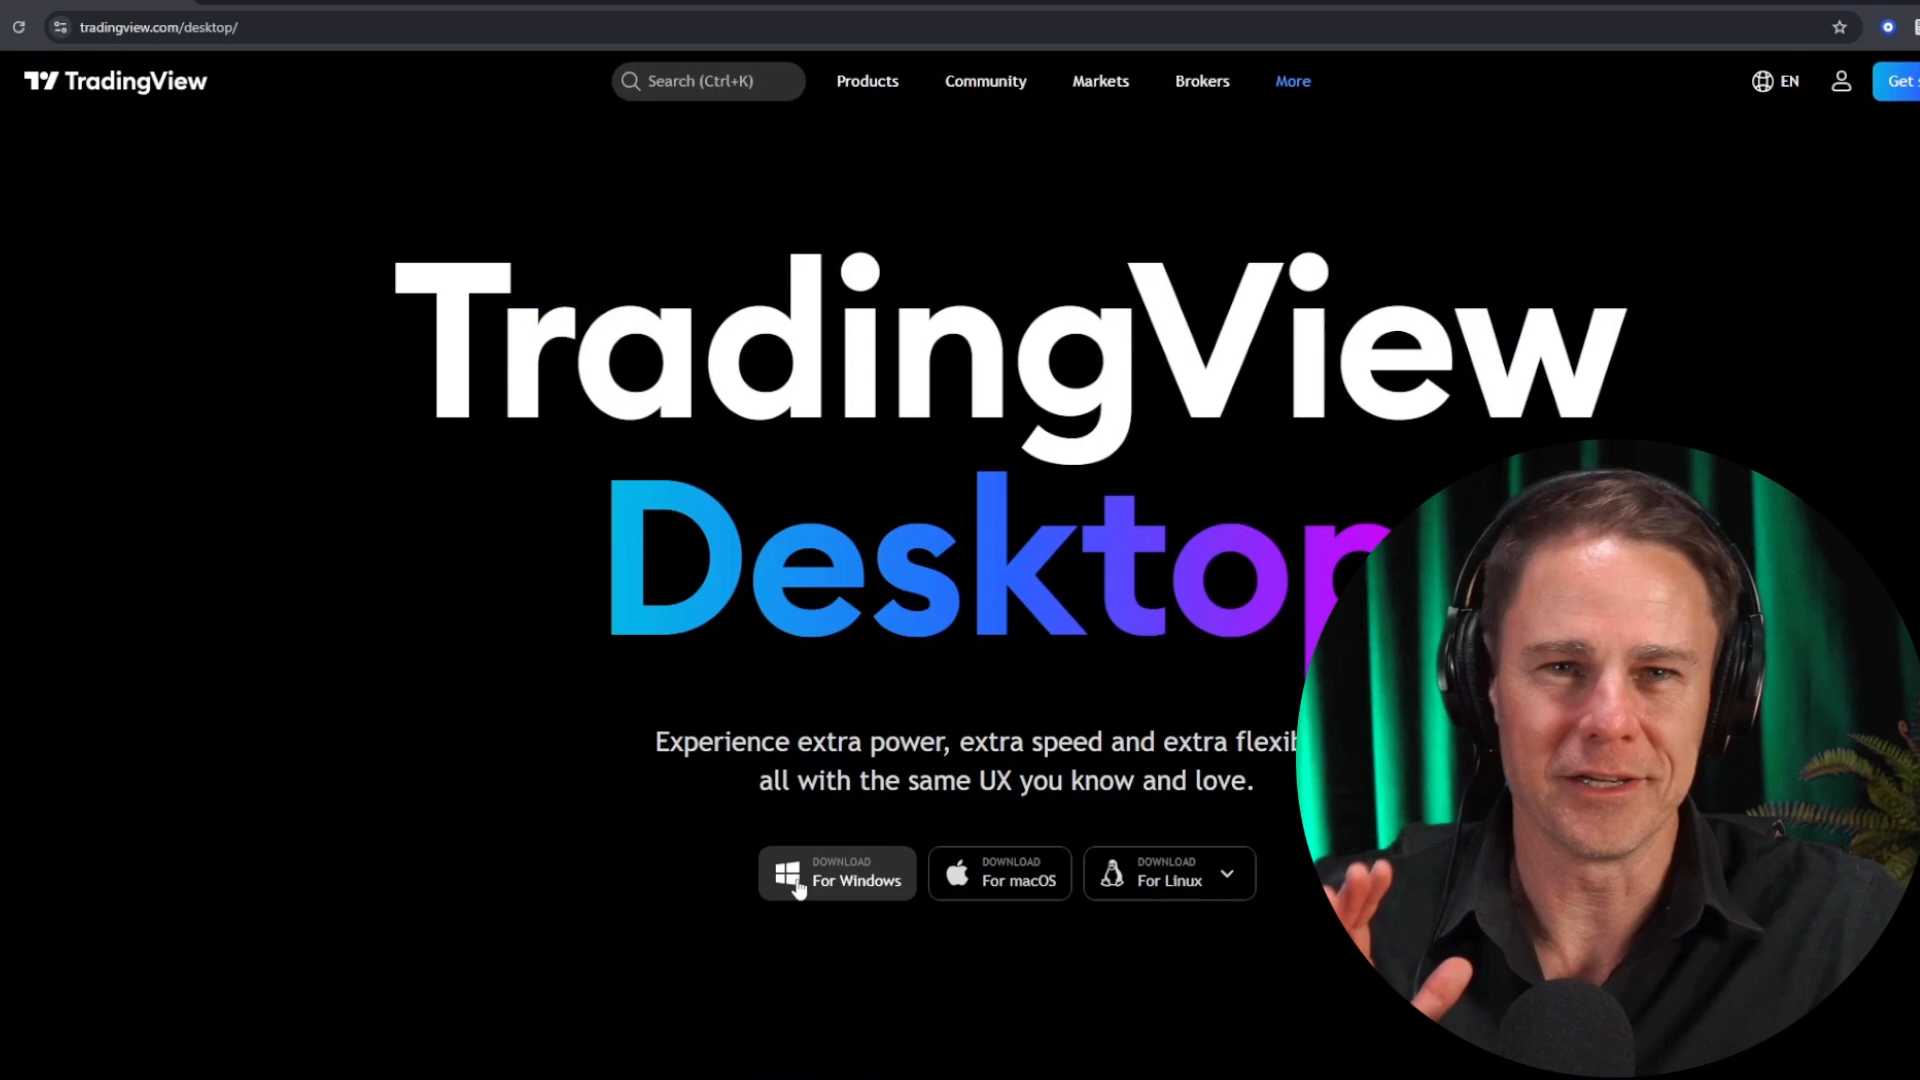 tradingview.com/desktop/
TradingView
Search (Ctrl+K)
Products
Community
Markets
Brokers
More
EN
Get
TradingView
Desktop
Experience extra power, extra speed and extra
all with the same UX you know and love.
DOWNLOAD
For Windows
DOWNLOAD
For macOS
DOWNLOAD
For Linux